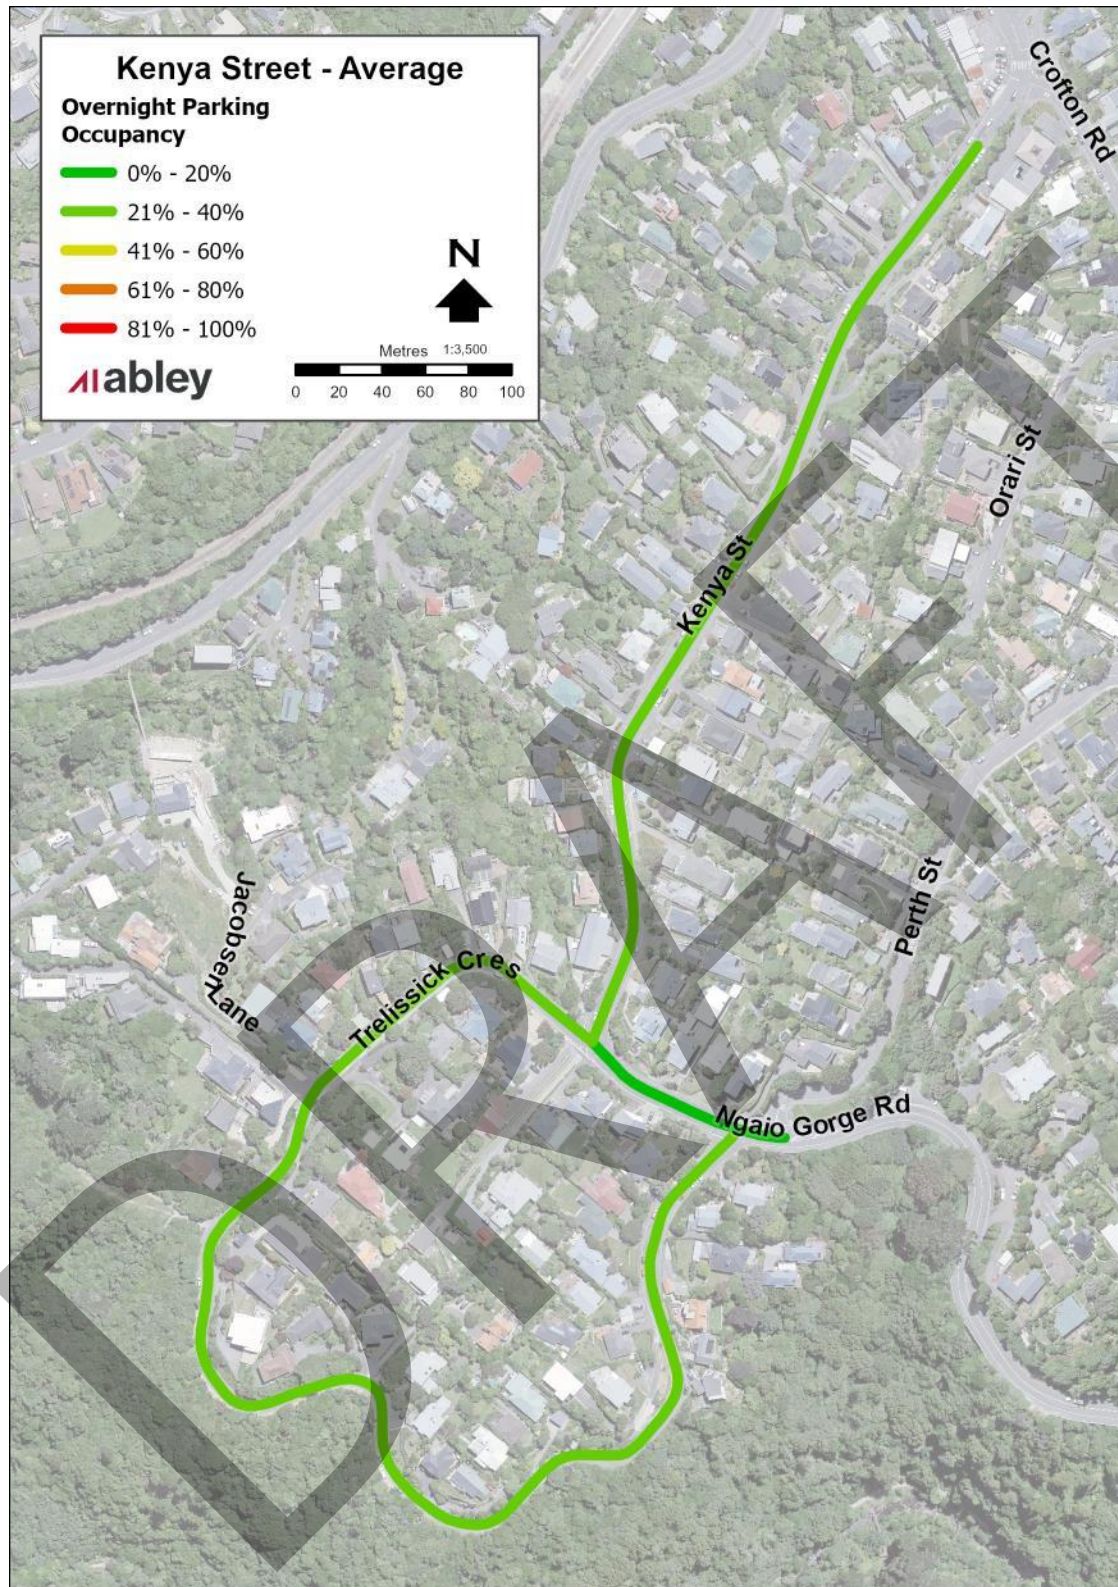 Kenya Street - Average
Overnight Parking
Occupancy
0% - 20%
21% - 40%
41% - 60%
61% - 80%
81% - 100%
N
Metres 1:3,500
0 20 40 60 80 100
abley
Crofton Rd
Orari St
Kenya St
Perth St
Jacobsen
Lane
Trelissick Cres
Ngaio Gorge Rd
DRAFT